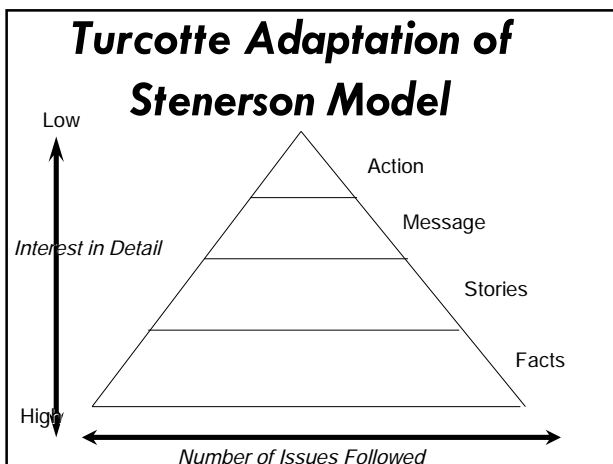 Turcotte Adaptation of
Stenerson Model
Low
Action
Message
Interest in Detail
Stories
Facts
High
Number of Issues Followed